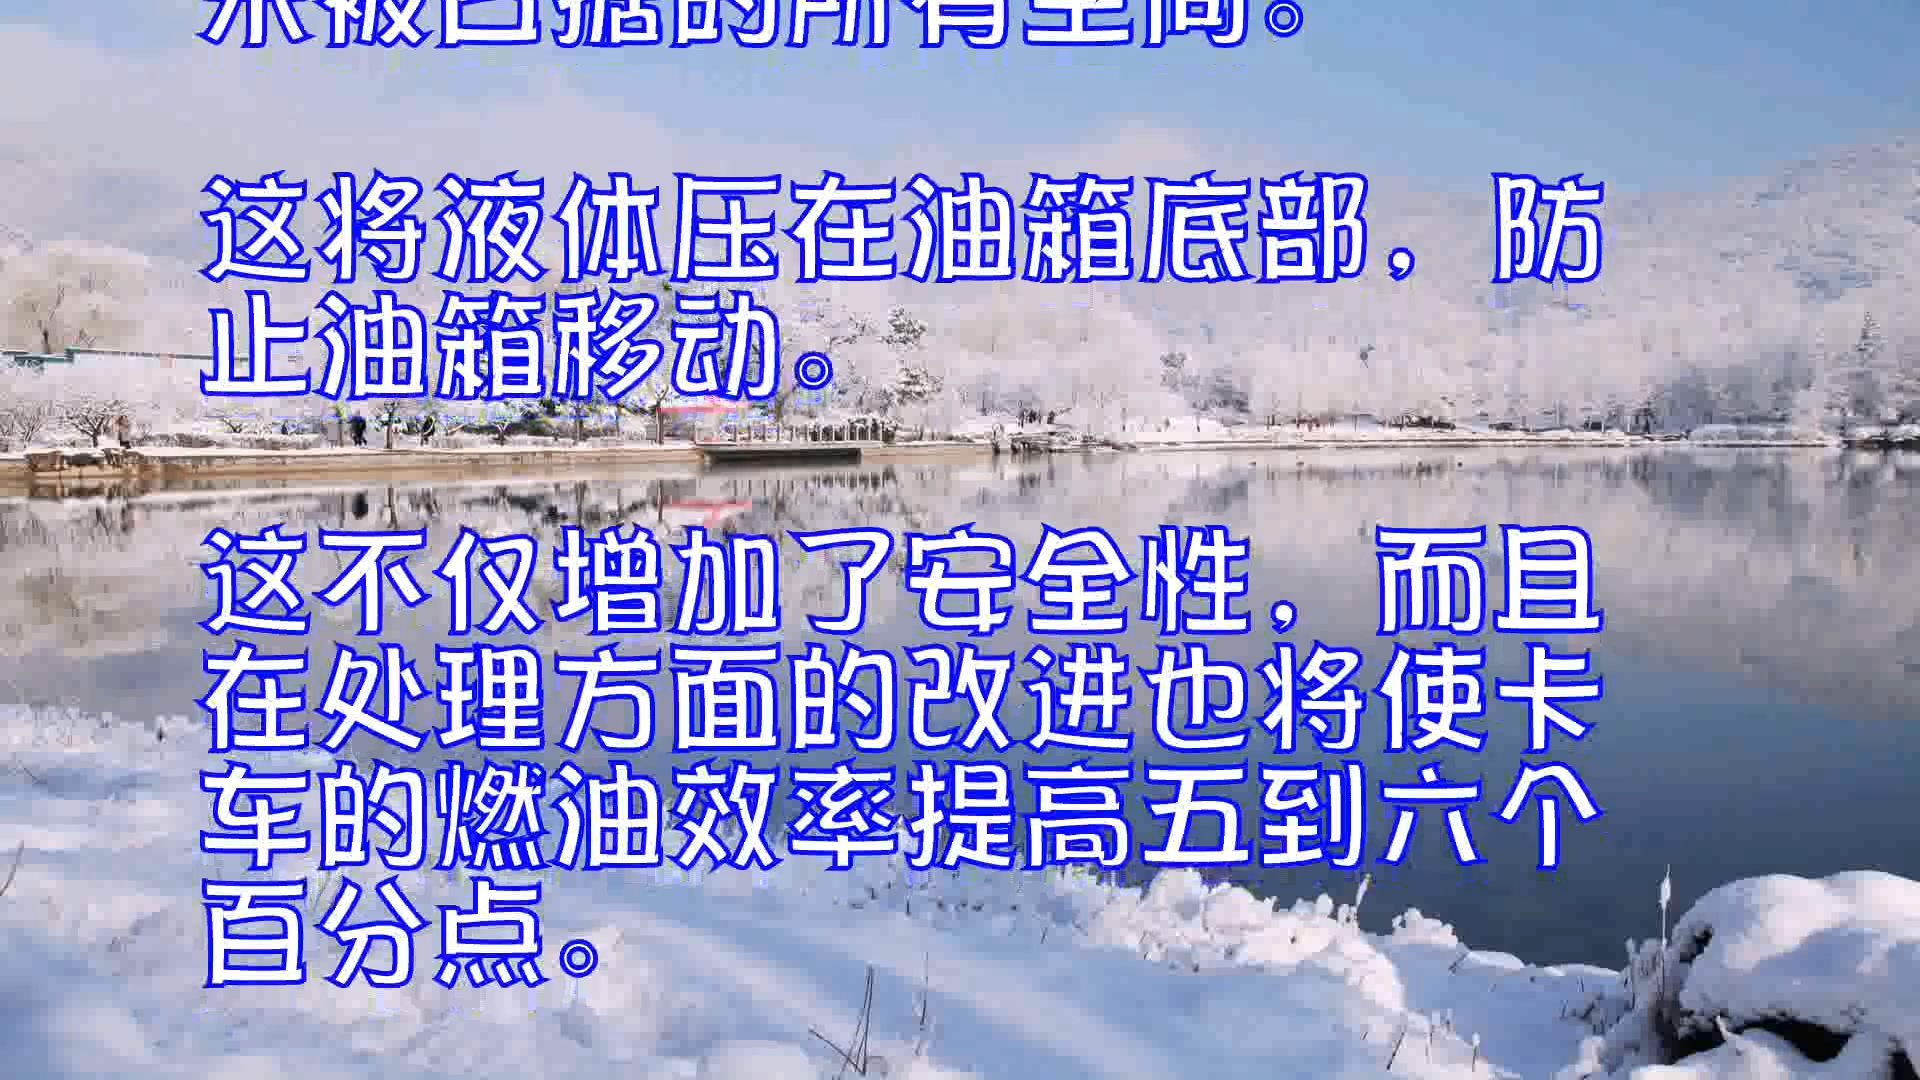 未被占据的所有空间。
这将液体压在油箱底部，防
止油箱移动。
这不仅增加了安全性，而且
在处理方面的改进也将使卡
车的燃油效率提高五到六个
百分点。